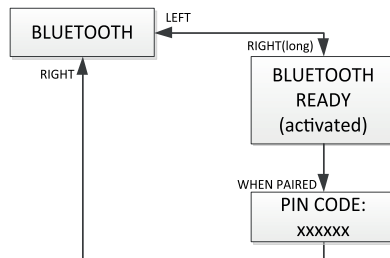 LEFT
BLUETOOTH
RIGHT(long)
RIGHT
BLUETOOTH
READY
(activated)
WHEN PAIRED
PIN CODE:
xxxxxx